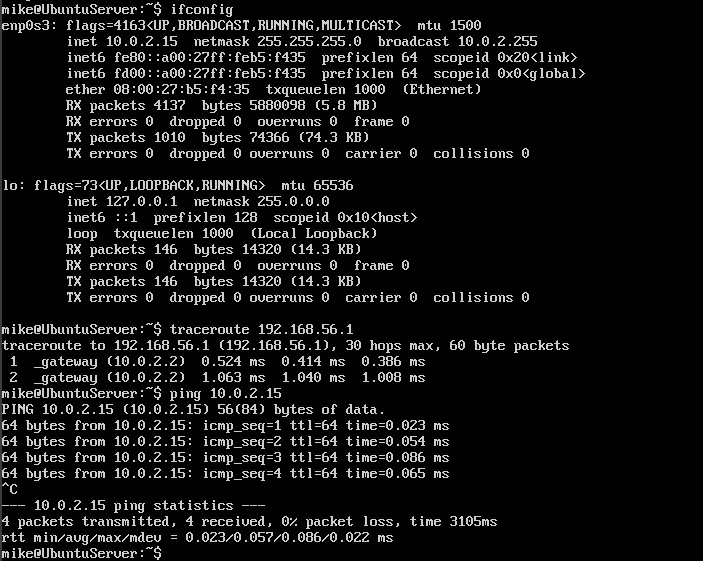 mike@UbuntuServer:~$ ifconfig
enp0s3: flags=4163<UP,BROADCAST,RUNNING,MULTICAST>  mtu 1500
        inet 10.0.2.15  netmask 255.255.255.0  broadcast 10.0.2.255
        inet6 fe80::a00:27ff:feb5:f435  prefixlen 64  scopeid 0x20<link>
        inet6 fd00::a00:27ff:feb5:f435  prefixlen 64  scopeid 0x0<global>
        ether 08:00:27:b5:f4:35  txqueuelen 1000  (Ethernet)
        RX packets 4137  bytes 5880098 (5.8 MB)
        RX errors 0  dropped 0  overruns 0  frame 0
        TX packets 1010  bytes 74366 (74.3 KB)
        TX errors 0  dropped 0 overruns 0  carrier 0  collisions 0

lo: flags=73<UP,LOOPBACK,RUNNING>  mtu 65536
        inet 127.0.0.1  netmask 255.0.0.0
        inet6 ::1  prefixlen 128  scopeid 0x10<host>
        loop  txqueuelen 1000  (Local Loopback)
        RX packets 146  bytes 14320 (14.3 KB)
        RX errors 0  dropped 0  overruns 0  frame 0
        TX packets 146  bytes 14320 (14.3 KB)
        TX errors 0  dropped 0 overruns 0  carrier 0  collisions 0

mike@UbuntuServer:~$ traceroute 192.168.56.1
traceroute to 192.168.56.1 (192.168.56.1), 30 hops max, 60 byte packets
 1  _gateway (10.0.2.2)  0.524 ms  0.414 ms  0.386 ms
 2  _gateway (10.0.2.2)  1.063 ms  1.040 ms  1.008 ms
mike@UbuntuServer:~$ ping 10.0.2.15
PING 10.0.2.15 (10.0.2.15) 56(84) bytes of data.
64 bytes from 10.0.2.15: icmp_seq=1 ttl=64 time=0.023 ms
64 bytes from 10.0.2.15: icmp_seq=2 ttl=64 time=0.054 ms
64 bytes from 10.0.2.15: icmp_seq=3 ttl=64 time=0.086 ms
64 bytes from 10.0.2.15: icmp_seq=4 ttl=64 time=0.065 ms
^C
--- 10.0.2.15 ping statistics ---
4 packets transmitted, 4 received, 0% packet loss, time 3105ms
rtt min/avg/max/mdev = 0.023/0.057/0.086/0.022 ms
mike@UbuntuServer:~$